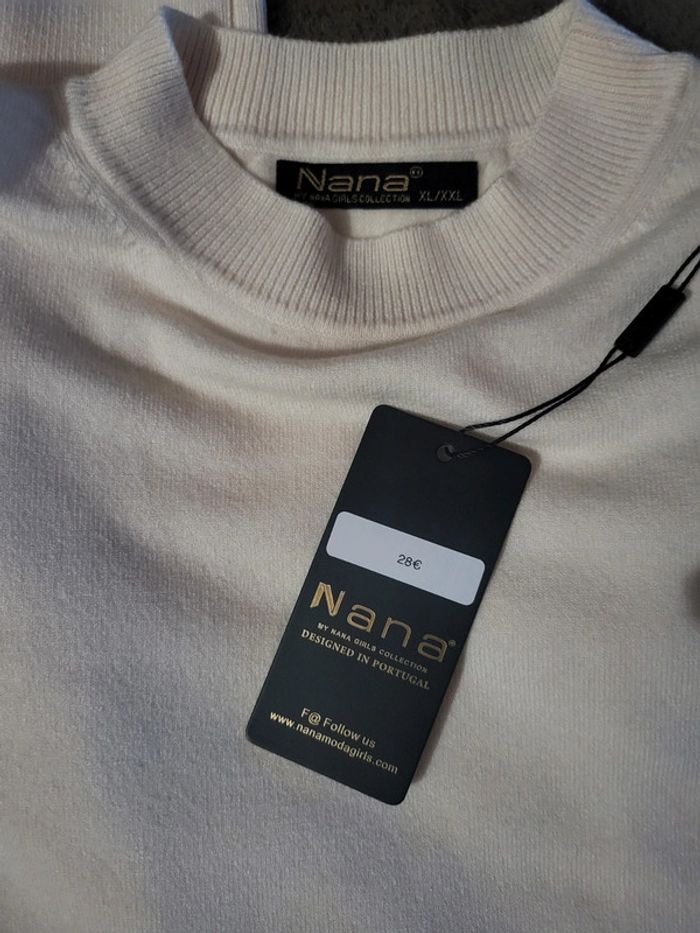 Nana®
MY NANA GIRLS COLLECTION XL/XXL
28€
Nana®
MY NANA GIRLS COLLECTION
DESIGNED IN PORTUGAL
F@ Follow us
www.nanamodagirls.com